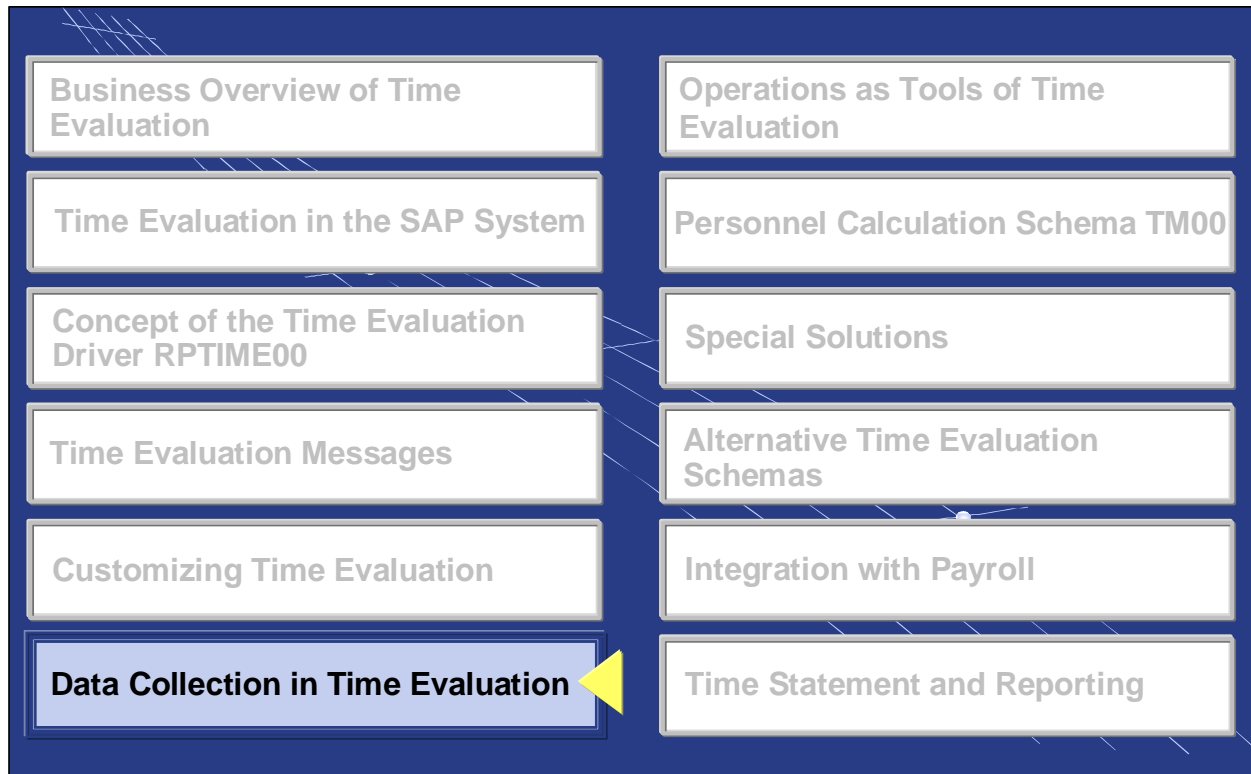 Business Overview of Time
Evaluation
Time Evaluation in the SAP System
Concept of the Time Evaluation
Driver RPTIME00
Time Evaluation Messages
Customizing Time Evaluation
Data Collection in Time Evaluation
Operations as Tools of Time
Evaluation
Personnel Calculation Schema TM00
Special Solutions
Alternative Time Evaluation
Schemas
Integration with Payroll
Time Statement and Reporting